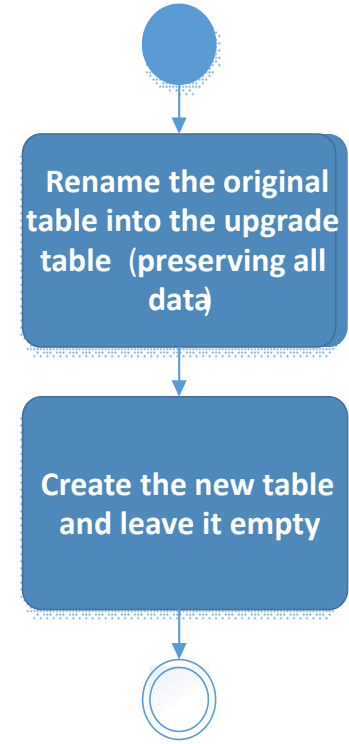 Rename the original
table into the upgrade
table (preserving all
data)
Create the new table
and leave it empty